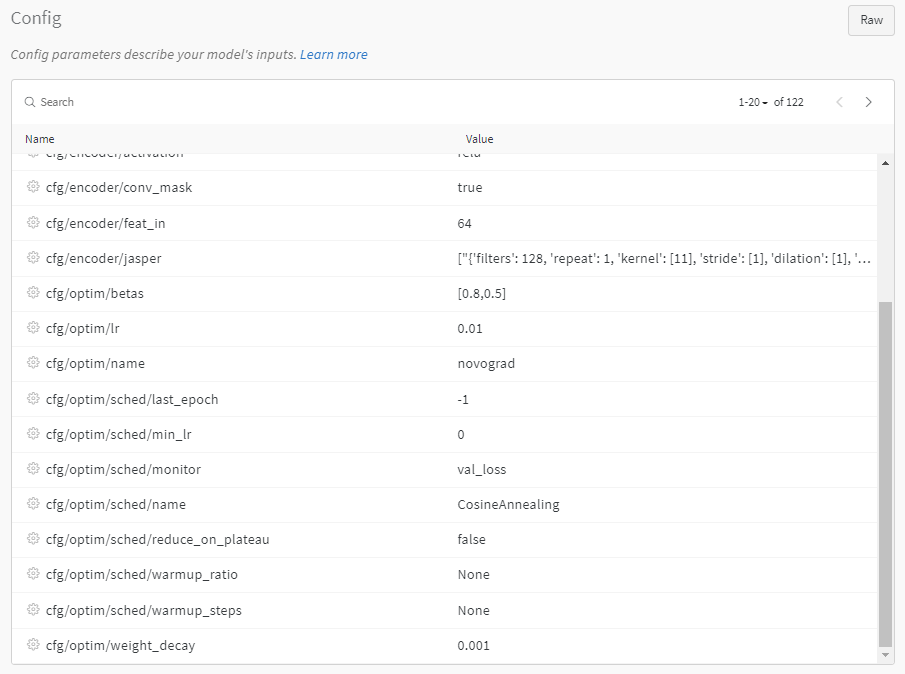 Config
Raw
Config parameters describe your model's inputs. Learn more
Search
1-20 of 122
Name Value
cfg/encoder/activation relu
cfg/encoder/conv_mask true
cfg/encoder/feat_in 64
cfg/encoder/jasper ["{'filters': 128, 'repeat': 1, 'kernel': [11], 'stride': [1], 'dilation': [1], '...
cfg/optim/betas [0.8,0.5]
cfg/optim/lr 0.01
cfg/optim/name novograd
cfg/optim/sched/last_epoch -1
cfg/optim/sched/min_lr 0
cfg/optim/sched/monitor val_loss
cfg/optim/sched/name CosineAnnealing
cfg/optim/sched/reduce_on_plateau false
cfg/optim/sched/warmup_ratio None
cfg/optim/sched/warmup_steps None
cfg/optim/weight_decay 0.001